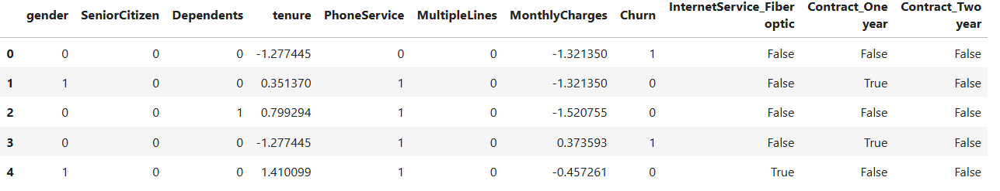 gender SeniorCitizen Dependents tenure PhoneService MultipleLines MonthlyCharges Churn InternetService_Fiber optic Contract_One year Contract_Two year
0 0 0 0 -1.277445 0 0 -1.321350 1 False False False
1 1 0 0 0.351370 1 0 -1.321350 0 False True False
2 0 0 1 0.799294 1 0 -1.520755 0 False False False
3 0 0 0 -1.277445 1 0 0.373593 1 False True False
4 1 0 0 1.410099 1 0 -0.457261 0 True False False